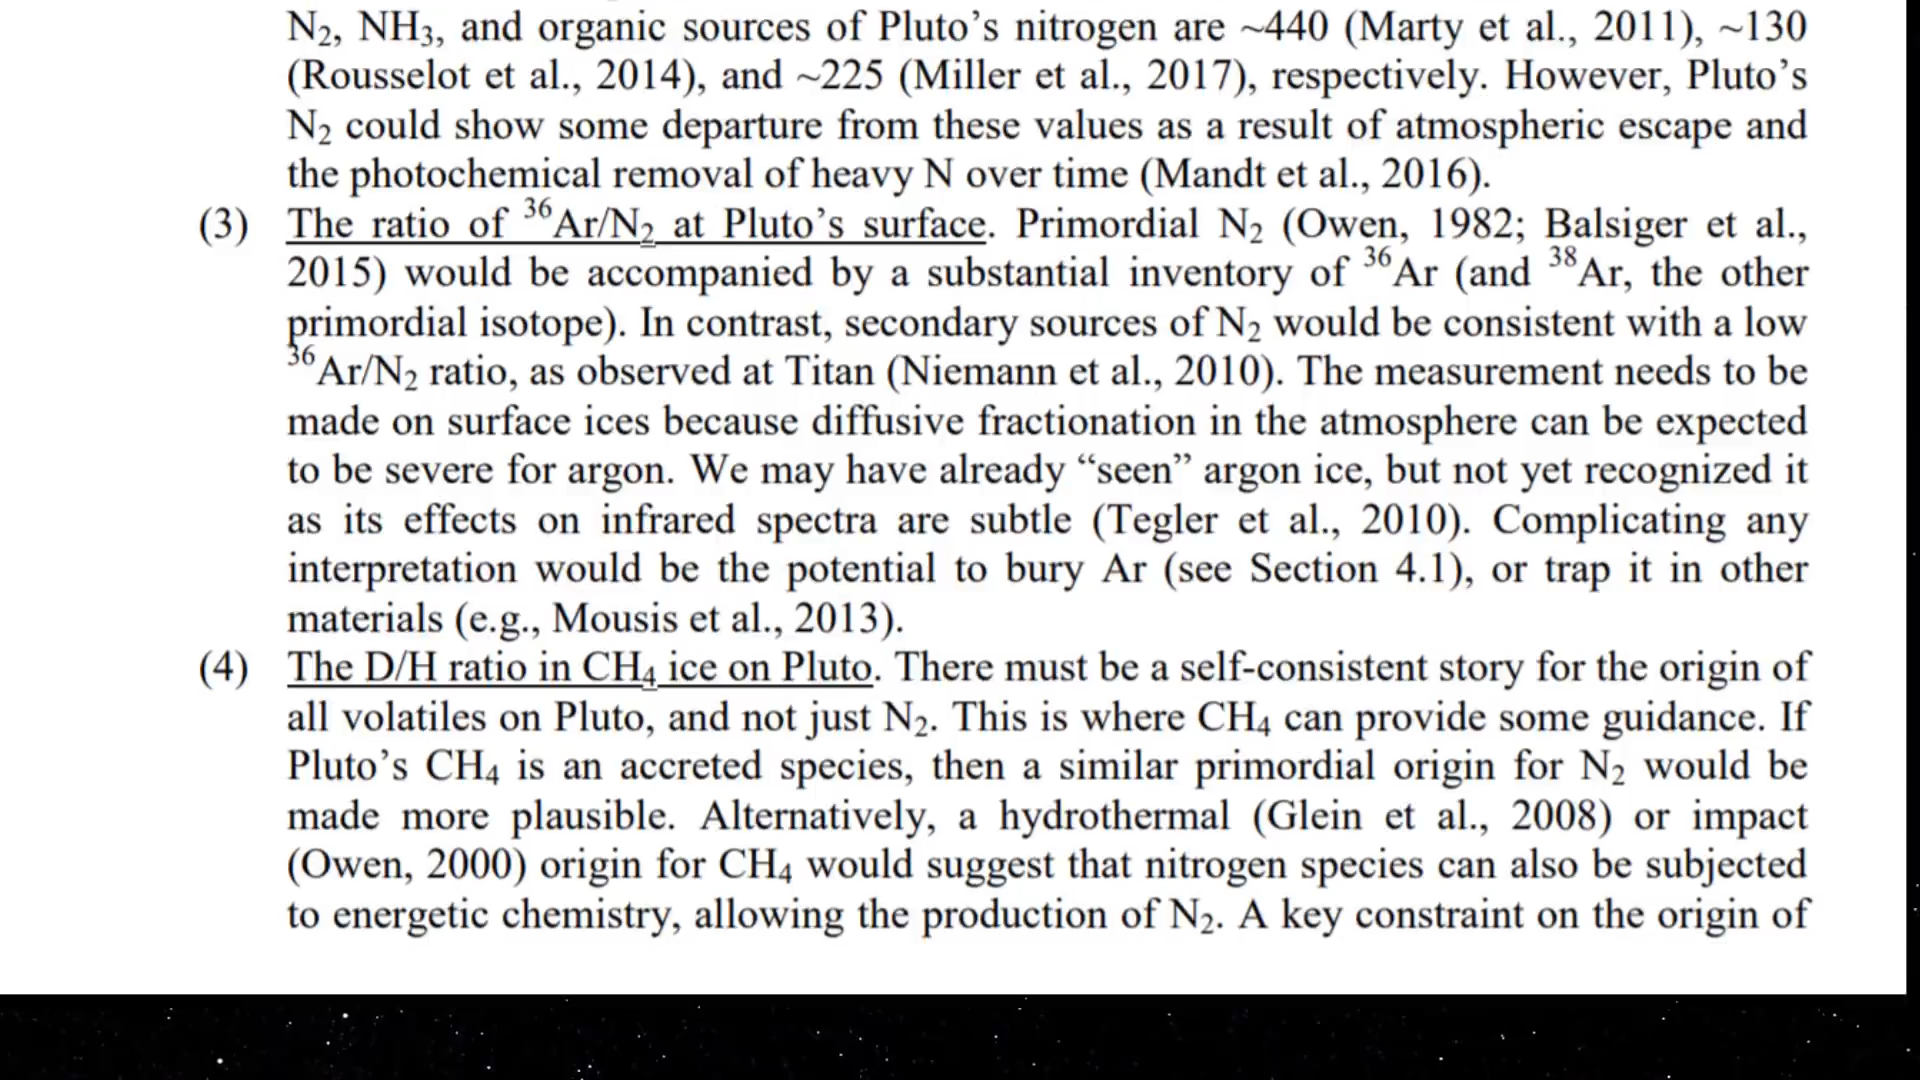 N₂, NH₃, and organic sources of Pluto’s nitrogen are ~440 (Marty et al., 2011), ~130
(Rousselot et al., 2014), and ~225 (Miller et al., 2017), respectively. However, Pluto’s
N₂ could show some departure from these values as a result of atmospheric escape and
the photochemical removal of heavy N over time (Mandt et al., 2016).
(3) The ratio of ³⁶Ar/N₂ at Pluto’s surface. Primordial N₂ (Owen, 1982; Balsiger et al.,
2015) would be accompanied by a substantial inventory of ³⁶Ar (and ³⁸Ar, the other
primordial isotope). In contrast, secondary sources of N₂ would be consistent with a low
³⁶Ar/N₂ ratio, as observed at Titan (Niemann et al., 2010). The measurement needs to be
made on surface ices because diffusive fractionation in the atmosphere can be expected
to be severe for argon. We may have already “seen” argon ice, but not yet recognized it
as its effects on infrared spectra are subtle (Tegler et al., 2010). Complicating any
interpretation would be the potential to bury Ar (see Section 4.1), or trap it in other
materials (e.g., Mousis et al., 2013).
(4) The D/H ratio in CH₄ ice on Pluto. There must be a self-consistent story for the origin of
all volatiles on Pluto, and not just N₂. This is where CH₄ can provide some guidance. If
Pluto’s CH₄ is an accreted species, then a similar primordial origin for N₂ would be
made more plausible. Alternatively, a hydrothermal (Glein et al., 2008) or impact
(Owen, 2000) origin for CH₄ would suggest that nitrogen species can also be subjected
to energetic chemistry, allowing the production of N₂. A key constraint on the origin of